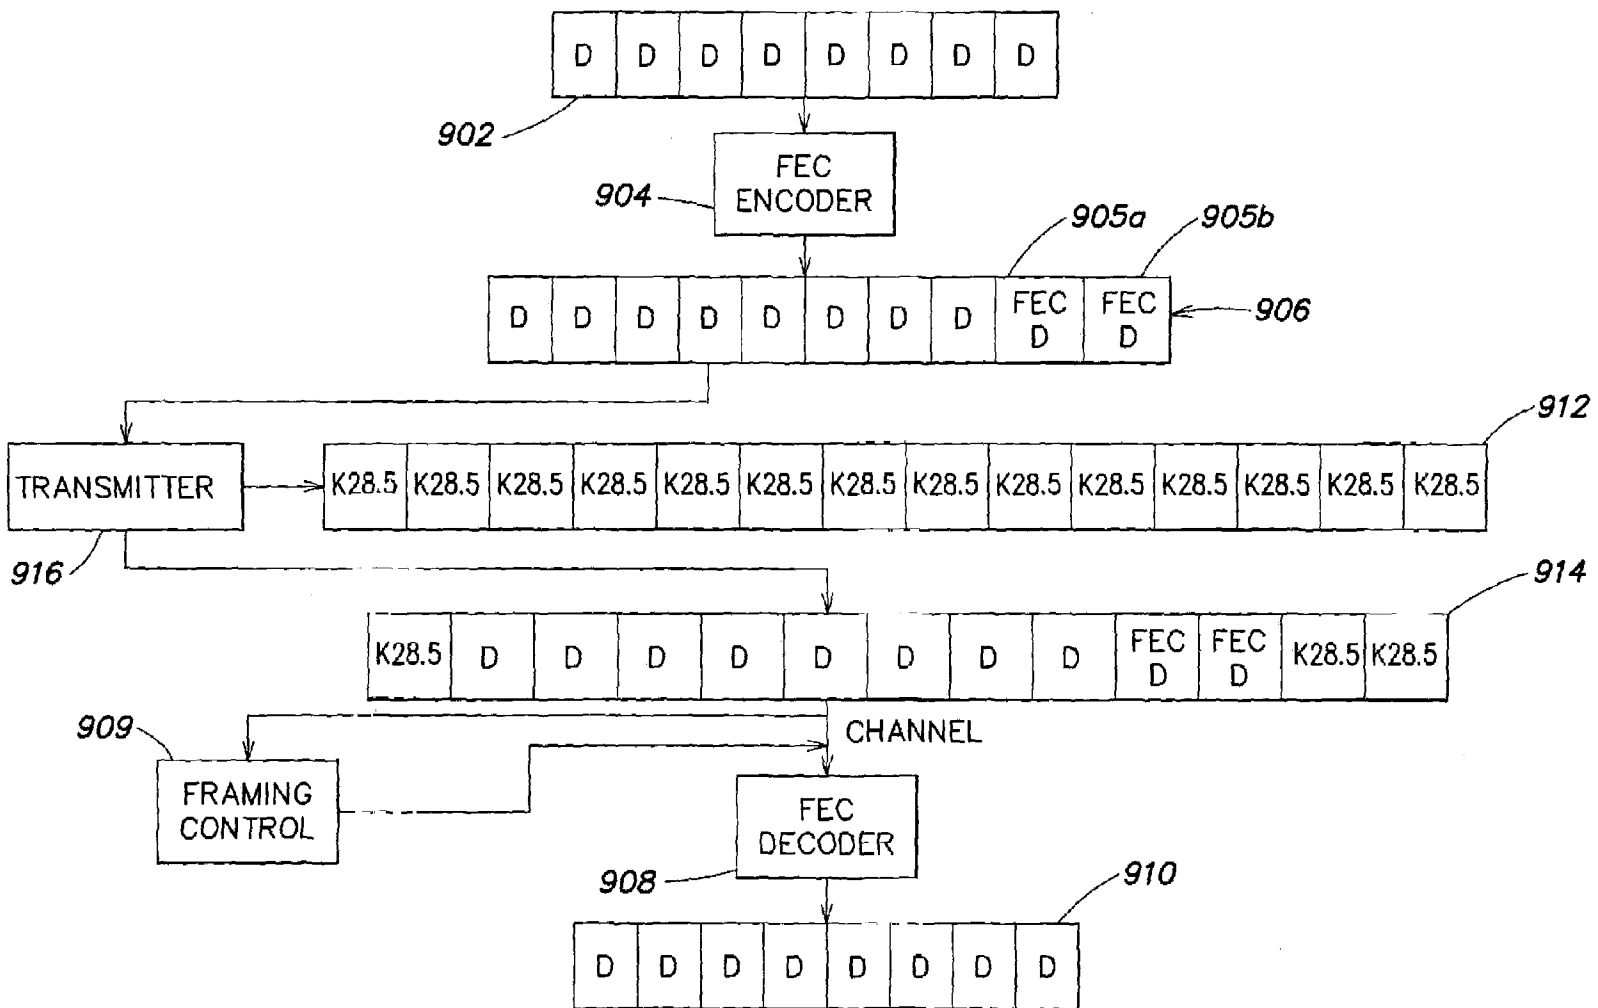 D D D D D D D D
902
FEC
ENCODER
904
905a 905b
D D D D D D D D FEC D FEC D
906
912
TRANSMITTER
K28.5 K28.5 K28.5 K28.5 K28.5 K28.5 K28.5 K28.5 K28.5 K28.5 K28.5 K28.5 K28.5 K28.5
916
914
K28.5 D D D D D D D D FEC D FEC D K28.5 K28.5
909
CHANNEL
FRAMING
CONTROL
FEC
DECODER
908
910
D D D D D D D D